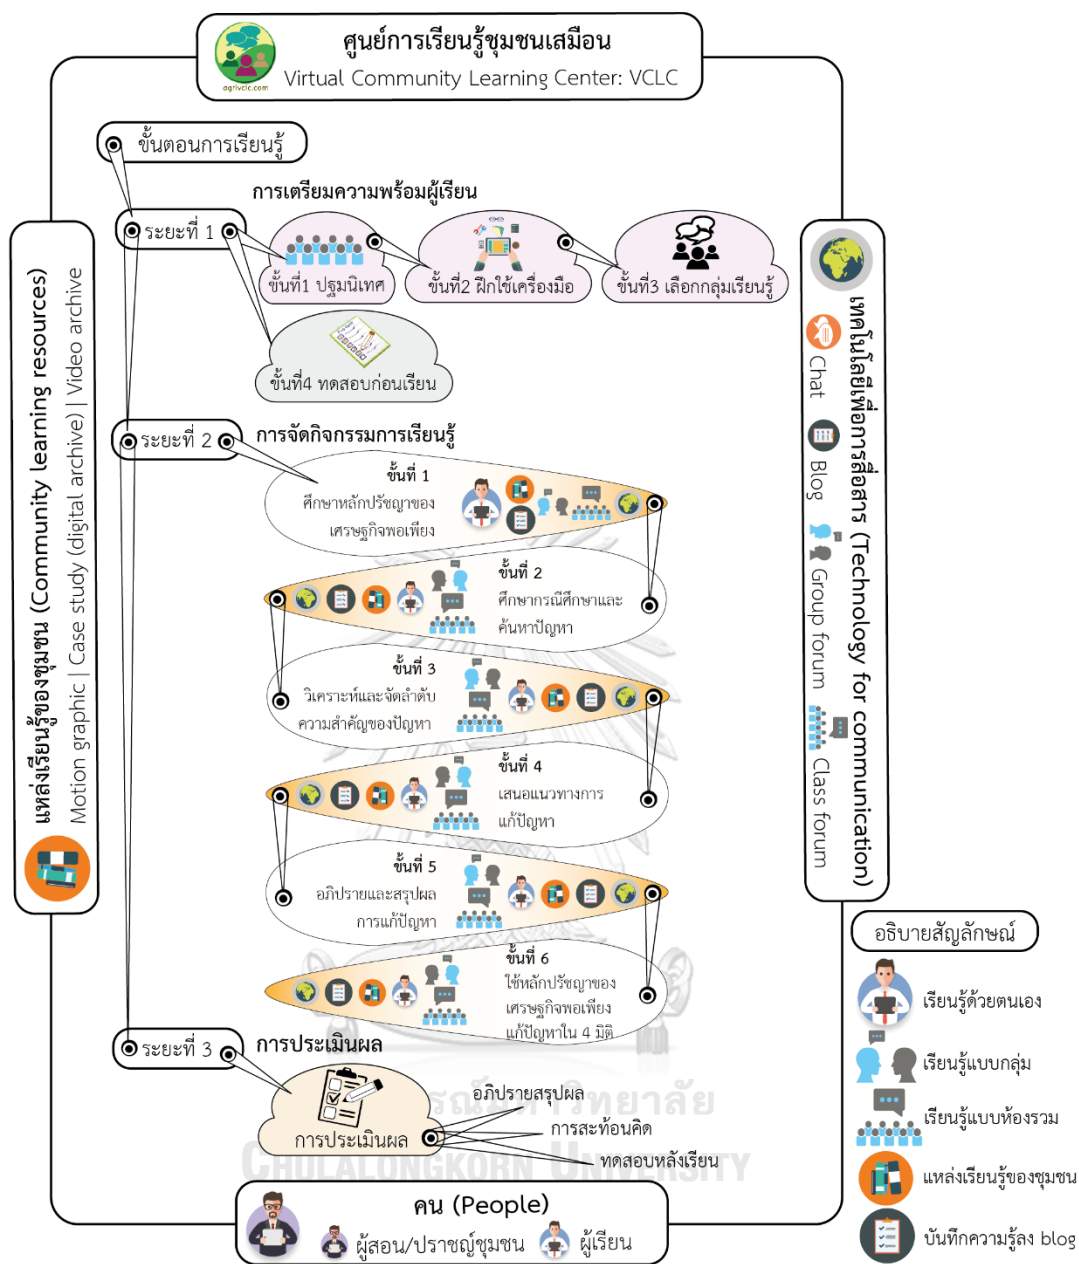 ศูนย์การเรียนรู้ชุมชนเสมือน
Virtual Community Learning Center: VCLC
agrivclc.com
ขั้นตอนการเรียนรู้
การเตรียมความพร้อมผู้เรียน
ระยะที่ 1
ขั้นที่1 ปฐมนิเทศ
ขั้นที่2 ฝึกใช้เครื่องมือ
ขั้นที่3 เลือกกลุ่มเรียนรู้
ขั้นที่4 ทดสอบก่อนเรียน
ระยะที่ 2
การจัดกิจกรรมการเรียนรู้
ขั้นที่ 1
ศึกษาหลักปรัชญาของ
เศรษฐกิจพอเพียง
ขั้นที่ 2
ศึกษากรณีศึกษาและ
ค้นหาปัญหา
ขั้นที่ 3
วิเคราะห์และจัดลำดับ
ความสำคัญของปัญหา
ขั้นที่ 4
เสนอแนวทางการ
แก้ปัญหา
ขั้นที่ 5
อภิปรายและสรุปผล
การแก้ปัญหา
ขั้นที่ 6
ใช้หลักปรัชญาของ
เศรษฐกิจพอเพียง
แก้ปัญหาใน 4 มิติ
ระยะที่ 3
การประเมินผล
การประเมินผล
อภิปรายสรุปผล
การสะท้อนคิด
ทดสอบหลังเรียน
CHULALONGKORN UNIVERSITY
คน (People)
ผู้สอน/ปราชญ์ชุมชน
ผู้เรียน
แหล่งเรียนรู้ของชุมชน (Community learning resources)
Motion graphic | Case study (digital archive) | Video archive
เทคโนโลยีเพื่อการสื่อสาร (Technology for communication)
Chat
Blog
Group forum
Class forum
อธิบายสัญลักษณ์
เรียนรู้ด้วยตนเอง
เรียนรู้แบบกลุ่ม
เรียนรู้แบบห้องรวม
แหล่งเรียนรู้ของชุมชน
บันทึกความรู้ลง blog